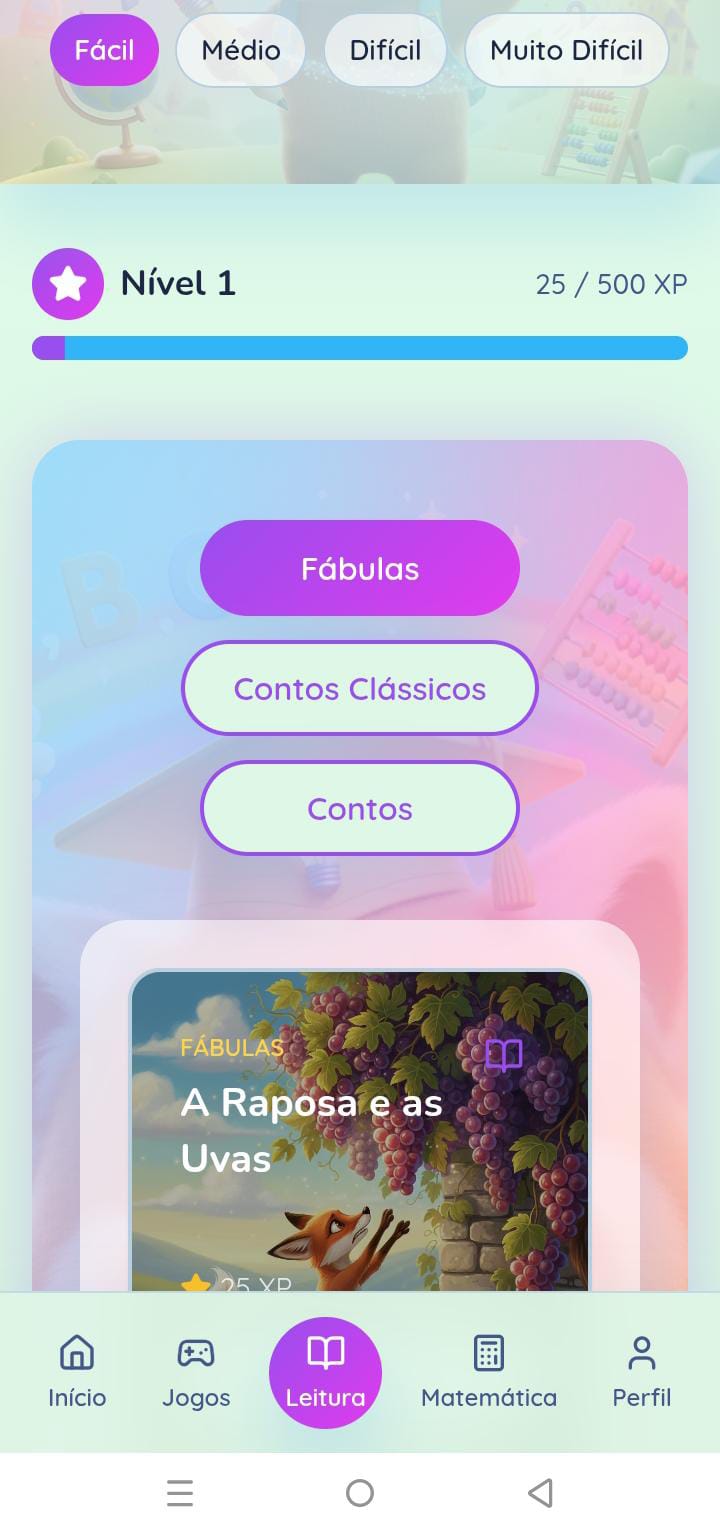 Fácil
Médio
Difícil
Muito Difícil
Nível 1
25 / 500 XP
Fábulas
Contos Clássicos
Contos
FÁBULAS
A Raposa e as
Uvas
25 XP
Início
Jogos
Leitura
Matemática
Perfil